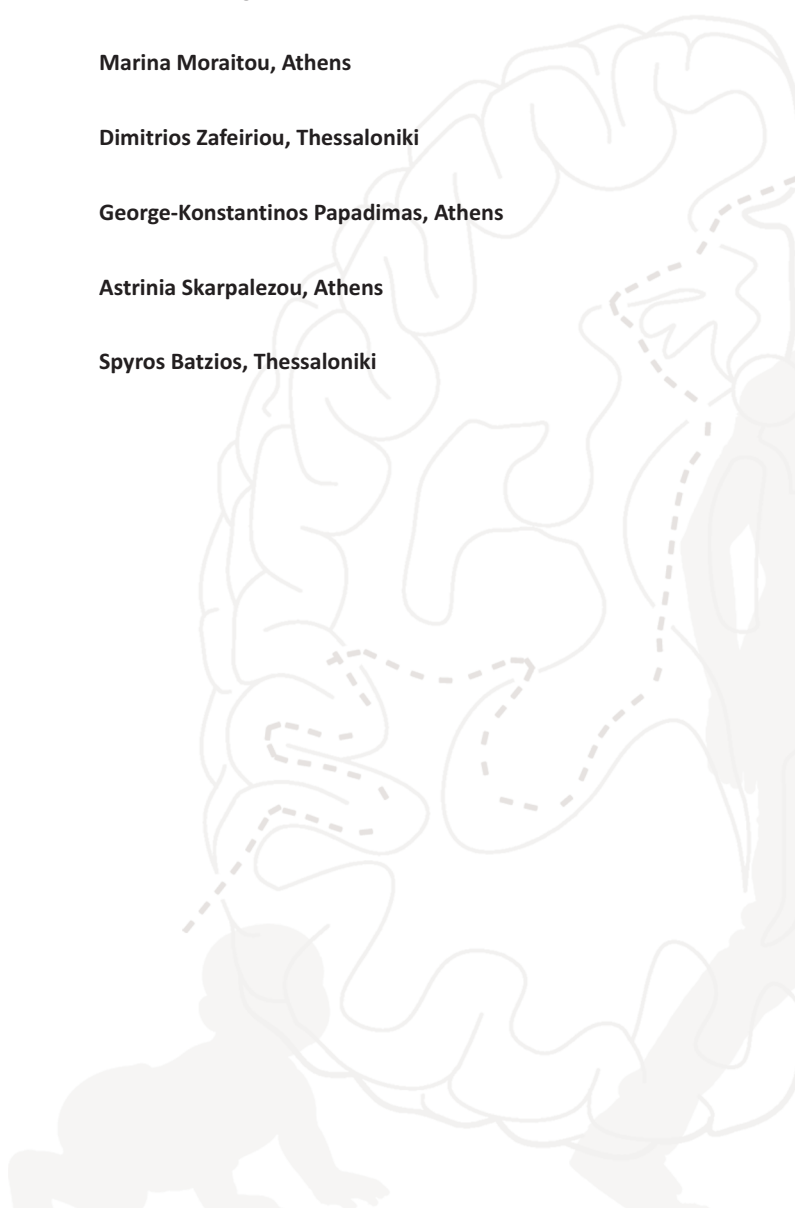 Marina Moraitou, Athens
Dimitrios Zafeiriou, Thessaloniki
George-Konstantinos Papadimas, Athens
Astrinia Skarpalezou, Athens
Spyros Batzios, Thessaloniki